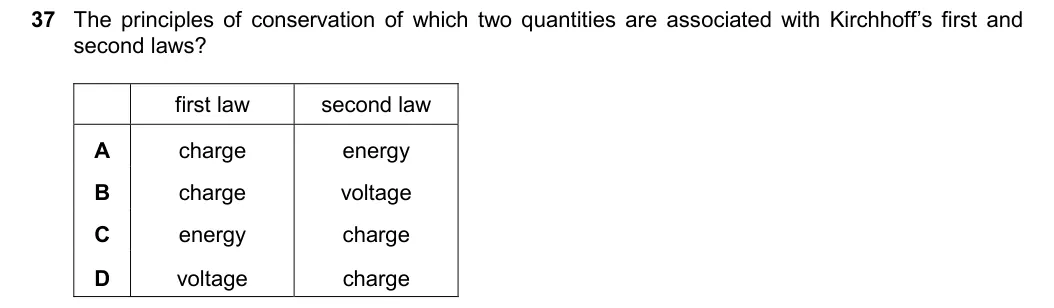 37 The principles of conservation of which two quantities are associated with Kirchhoff's first and
second laws?
first law second law
A charge energy
B charge voltage
C energy charge
D voltage charge